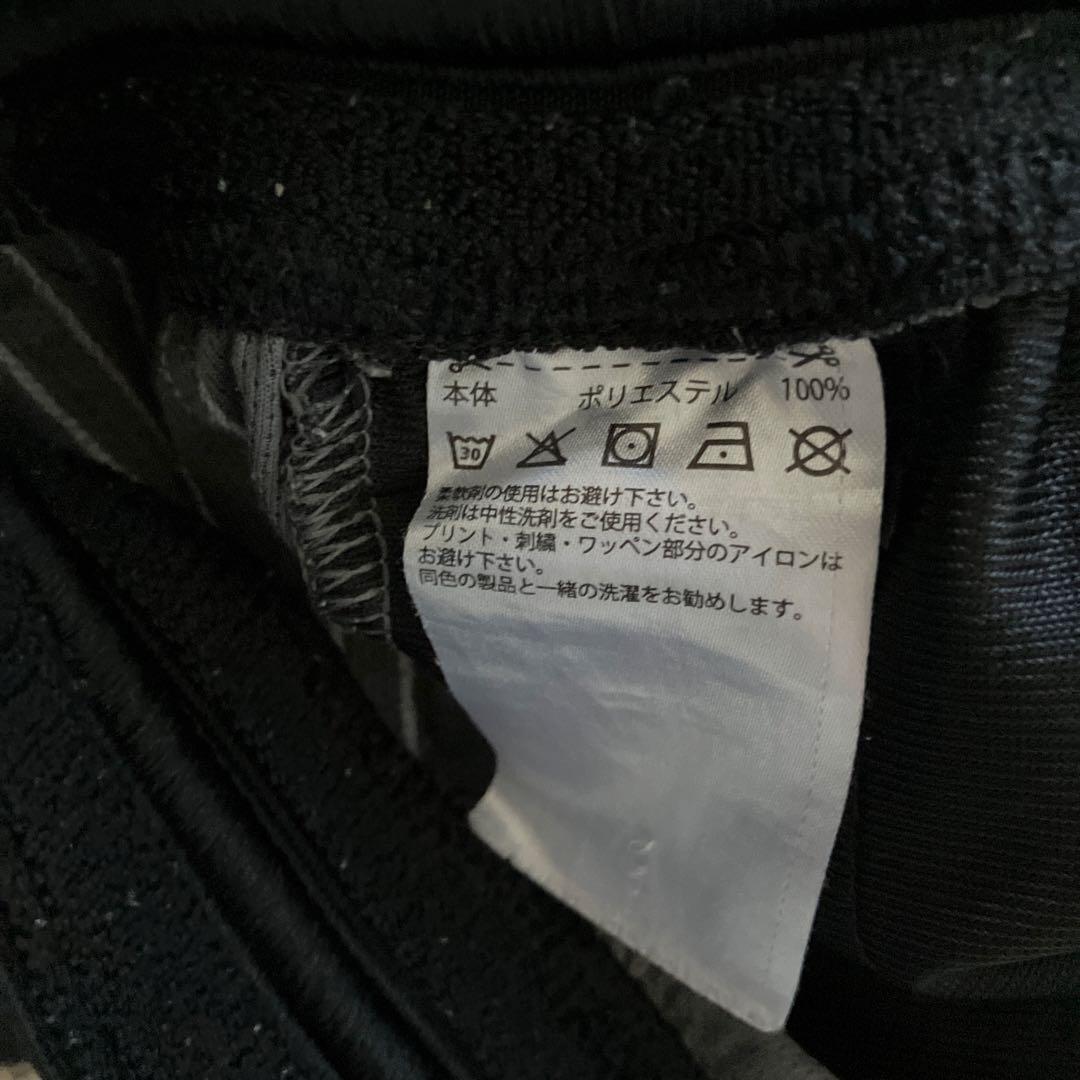 本体 ポリエステル 100%
30
柔軟剤の使用はお避け下さい。
洗剤は中性洗剤をご使用ください。
プリント・刺繍・ワッペン部分のアイロンは
お避け下さい。
同色の製品と一緒の洗濯をお勧めします。